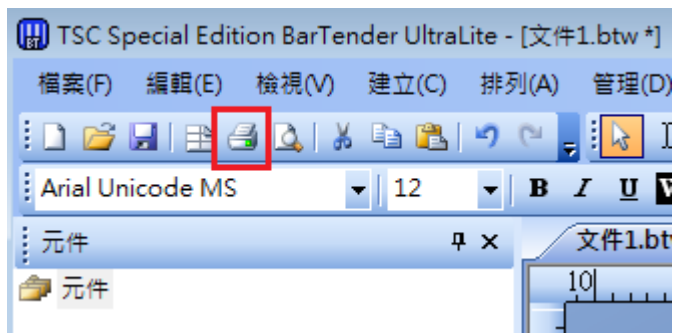 TSC Special Edition BarTender UltraLite - [文件1.btw *]
檔案(F) 編輯(E) 檢視(V) 建立(C) 排列(A) 管理(D)
Arial Unicode MS 12 B I U
元件 文件1.bt
元件 10